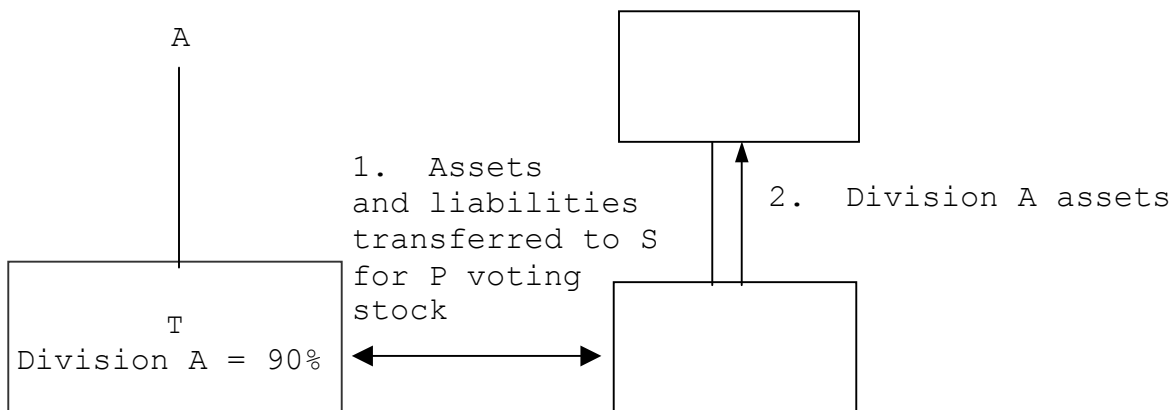 A
1. Assets
and liabilities
transferred to S
for P voting
stock
2. Division A assets
T
Division A = 90%